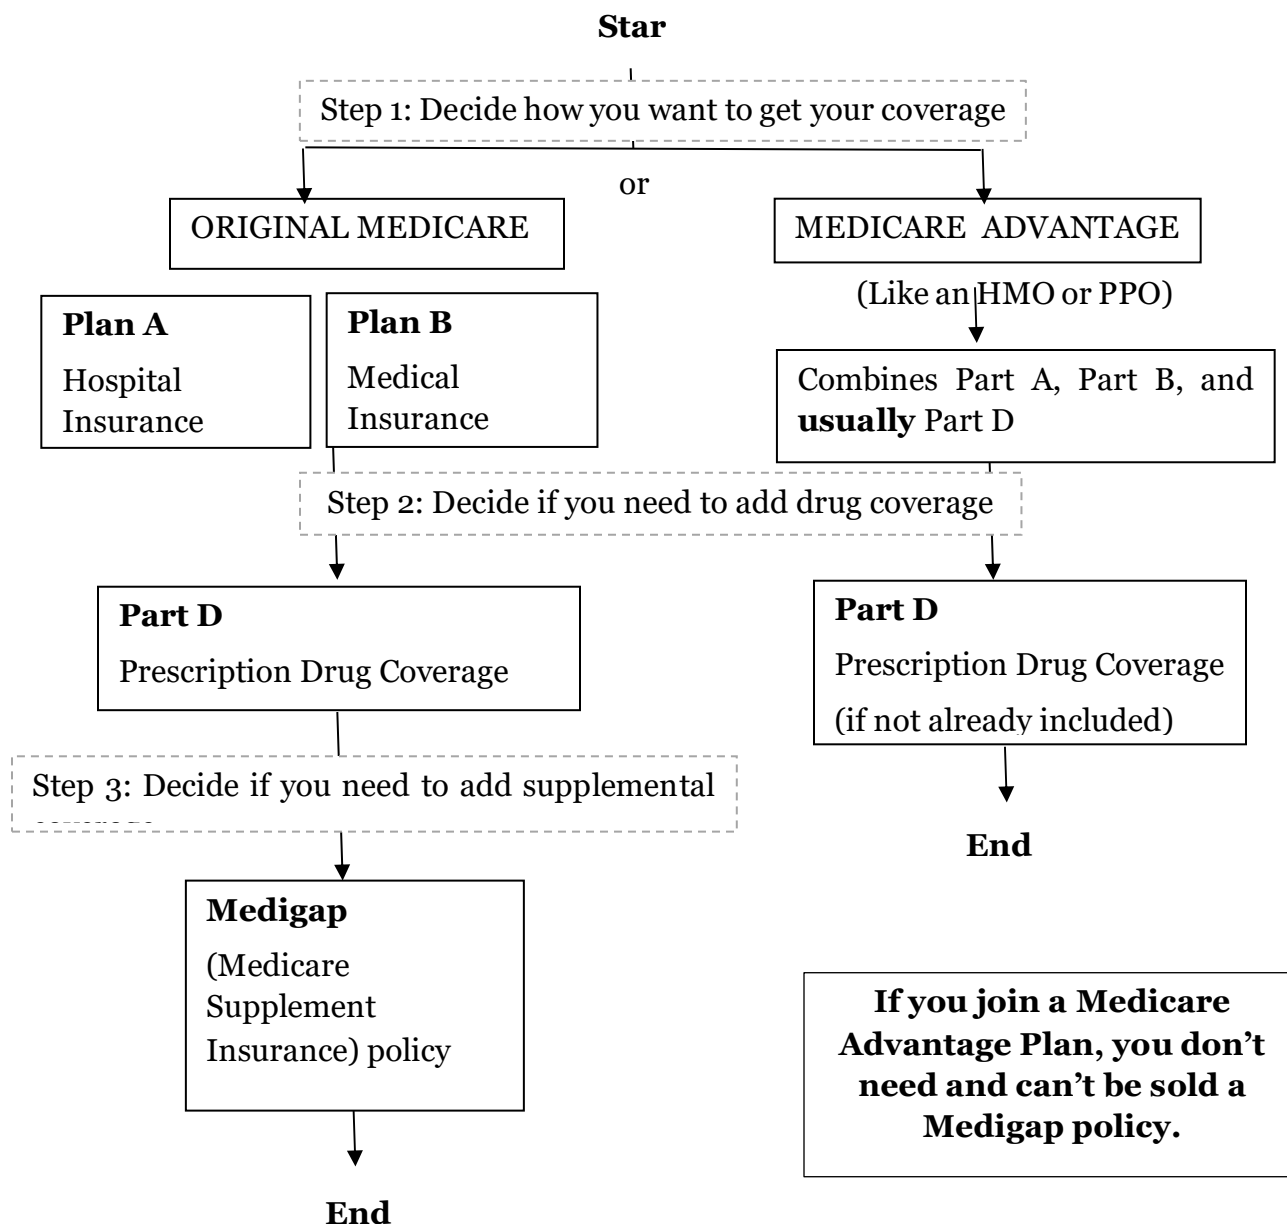 Star
Step 1: Decide how you want to get your coverage
or
ORIGINAL MEDICARE
MEDICARE ADVANTAGE
(Like an HMO or PPO)
Plan A
Hospital
Insurance
Plan B
Medical
Insurance
Combines Part A, Part B, and
usually Part D
Step 2: Decide if you need to add drug coverage
Part D
Prescription Drug Coverage
Part D
Prescription Drug Coverage
(if not already included)
Step 3: Decide if you need to add supplemental
End
Medigap
(Medicare
Supplement
Insurance) policy
If you join a Medicare
Advantage Plan, you don’t
need and can’t be sold a
Medigap policy.
End